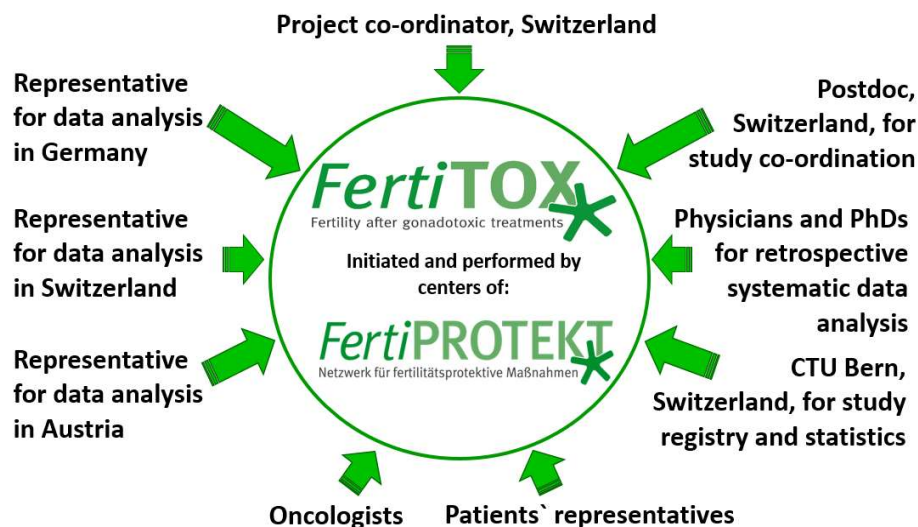 Project co-ordinator, Switzerland
Representative
for data analysis
in Germany
Postdoc,
Switzerland, for
study co-ordination
FertiTOX
Fertility after gonadotoxic treatments
Representative
for data analysis
in Switzerland
Initiated and performed by
centers of:
Physicians and PhDs
for retrospective
systematic data
analysis
FertiPROTEKT
Netzwerk für fertilitätsprotektive Maßnahmen
Representative
for data analysis
in Austria
CTU Bern,
Switzerland, for study
registry and statistics
Oncologists
Patients` representatives